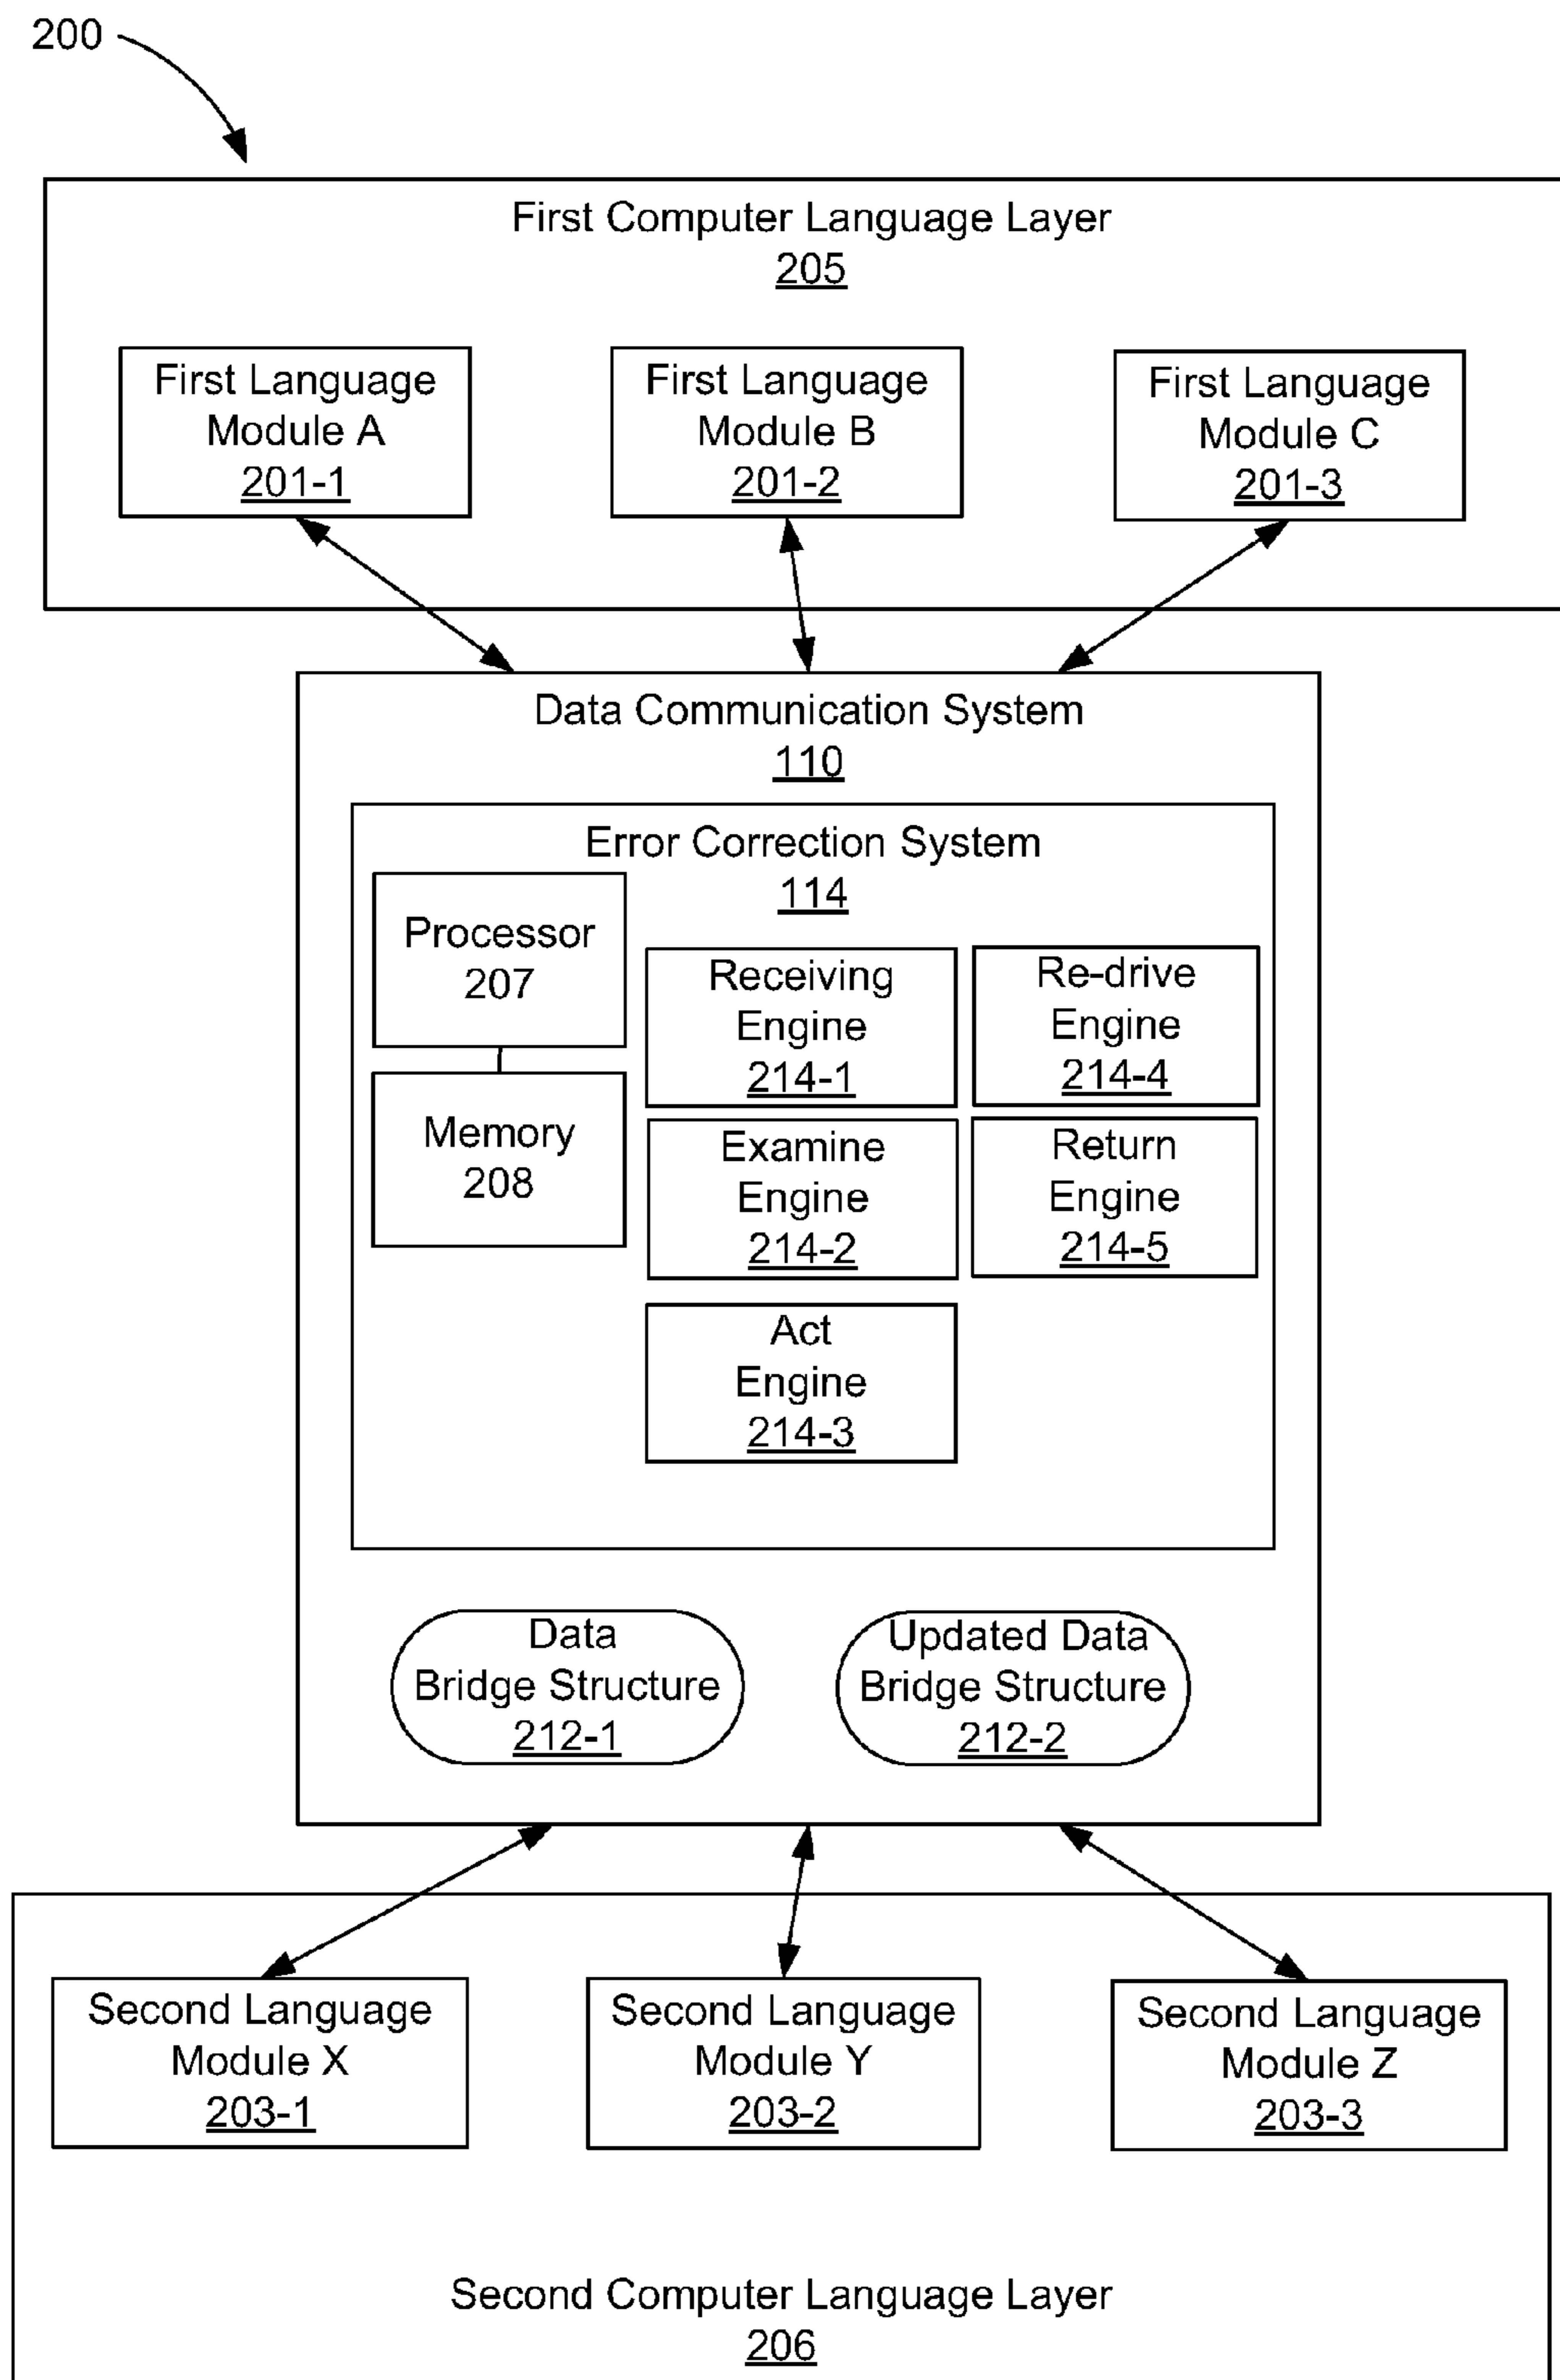 200
First Computer Language Layer
205
First Language
Module A
201-1
First Language
Module B
201-2
First Language
Module C
201-3
Data Communication System
110
Error Correction System
114
Processor
207
Memory
208
Receiving
Engine
214-1
Re-drive
Engine
214-4
Examine
Engine
214-2
Return
Engine
214-5
Act
Engine
214-3
Data
Bridge Structure
212-1
Updated Data
Bridge Structure
212-2
Second Language
Module X
203-1
Second Language
Module Y
203-2
Second Language
Module Z
203-3
Second Computer Language Layer
206